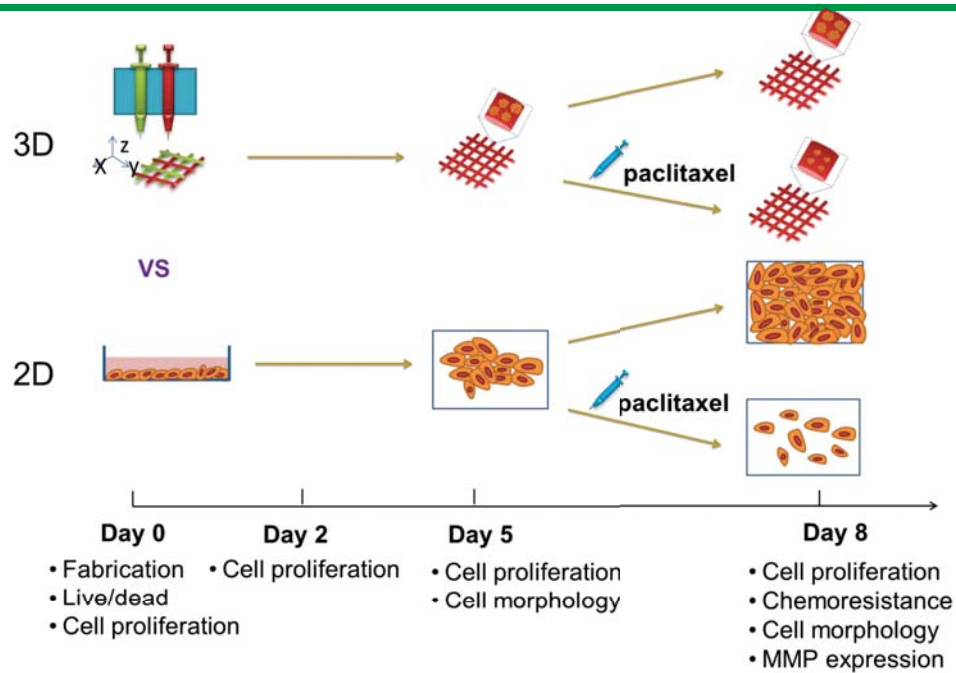 3D
z
X
y
paclitaxel
VS
2D
paclitaxel
Day 0
• Fabrication
• Live/dead
• Cell proliferation
Day 2
• Cell proliferation
Day 5
• Cell proliferation
• Cell morphology
Day 8
• Cell proliferation
• Chemoresistance
• Cell morphology
• MMP expression